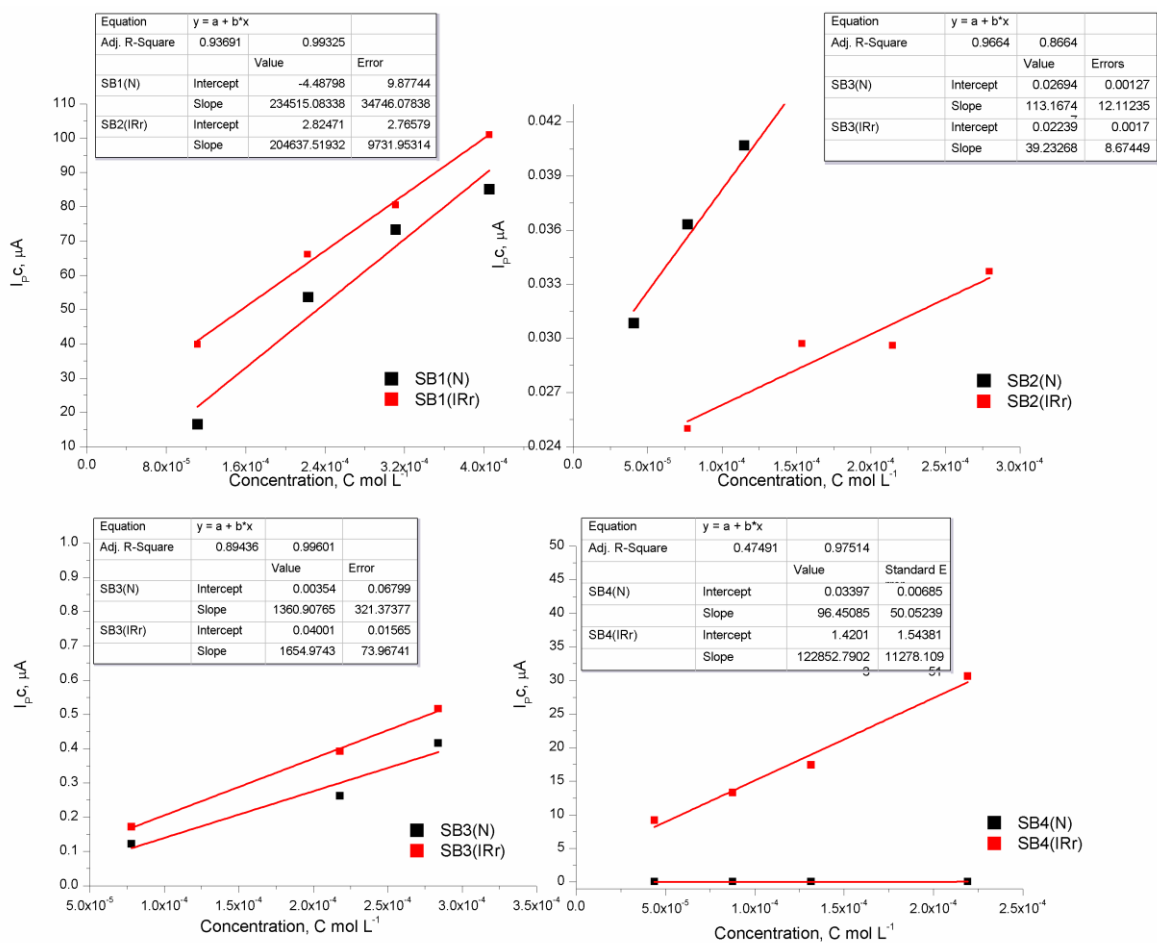 Equation y = a + b*x
Adj. R-Square 0.93691 0.99325
Value Error
SB1(N) Intercept -4.48798 9.87744
Slope 234515.08338 34746.07838
SB2(IRr) Intercept 2.82471 2.76579
Slope 204637.51932 9731.95314
110
100
90
80
70
60
50
40
30
20
10
IPC, μA
0.0 8.0x10⁻⁵ 1.6x10⁻⁴ 2.4x10⁻⁴ 3.2x10⁻⁴ 4.0x10⁻⁴
Concentration, C mol L⁻¹
SB1(N)
SB1(IRr)
Equation y = a + b*x
Adj. R-Square 0.9664 0.8664
Value Errors
SB3(N) Intercept 0.02694 0.00127
Slope 113.1674 12.11235
SB3(IRr) Intercept 0.02239 0.0017
Slope 39.23268 8.67449
0.042
0.039
0.036
0.033
0.030
0.027
0.024
IPC, μA
0.0 5.0x10⁻⁵ 1.0x10⁻⁴ 1.5x10⁻⁴ 2.0x10⁻⁴ 2.5x10⁻⁴ 3.0x10⁻⁴
Concentration, C mol L⁻¹
SB2(N)
SB2(IRr)
Equation y = a + b*x
Adj. R-Square 0.89436 0.99601
Value Error
SB3(N) Intercept 0.00354 0.06799
Slope 1360.90765 321.37377
SB3(IRr) Intercept 0.04001 0.01565
Slope 1654.9743 73.96741
1.0
0.9
0.8
0.7
0.6
0.5
0.4
0.3
0.2
0.1
0.0
IPC, μA
5.0x10⁻⁵ 1.0x10⁻⁴ 1.5x10⁻⁴ 2.0x10⁻⁴ 2.5x10⁻⁴ 3.0x10⁻⁴ 3.5x10⁻⁴
Concentration, C mol L⁻¹
SB3(N)
SB3(IRr)
Equation y = a + b*x
Adj. R-Square 0.47491 0.97514
Value Standard E
SB4(N) Intercept 0.03397 0.00685
Slope 96.45085 50.05239
SB4(IRr) Intercept 1.4201 1.54381
Slope 122852.7902 11278.109
3 51
50
45
40
35
30
25
20
15
10
5
0
IPC, μA
0.0 5.0x10⁻⁵ 1.0x10⁻⁴ 1.5x10⁻⁴ 2.0x10⁻⁴ 2.5x10⁻⁴
Concentration, C mol L⁻¹
SB4(N)
SB4(IRr)